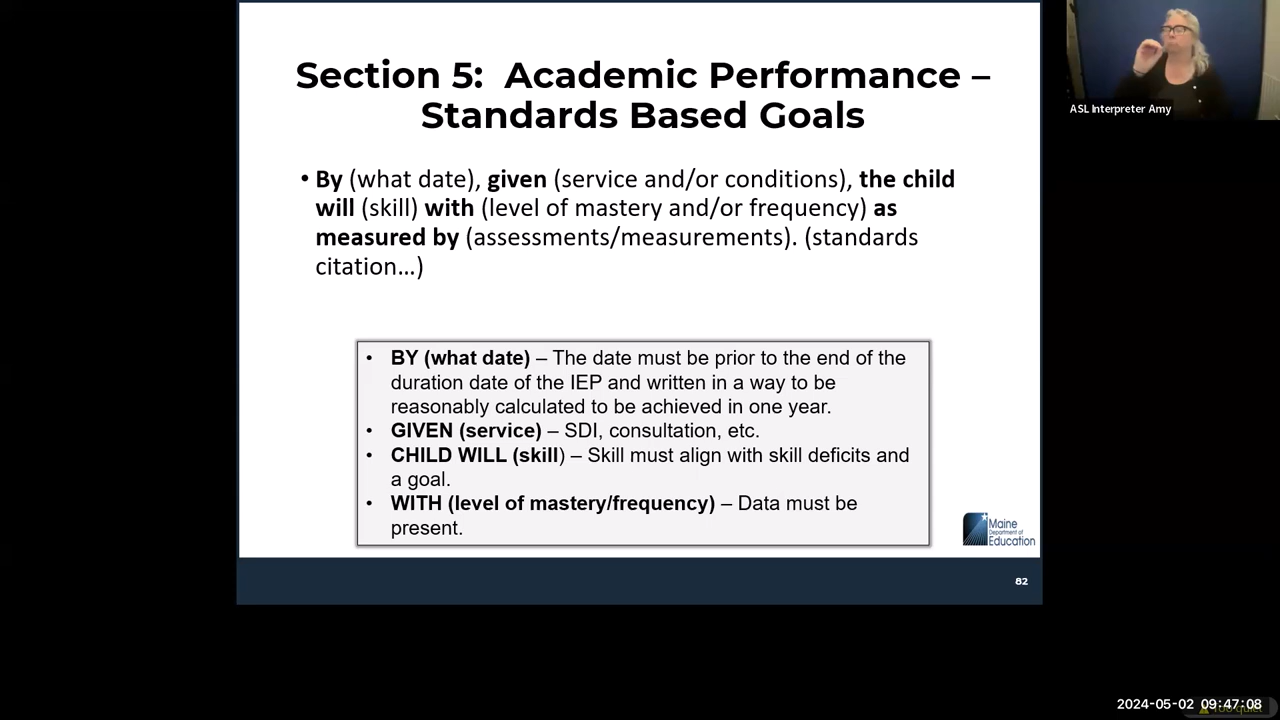 Section 5:  Academic Performance –
Standards Based Goals
• By (what date), given (service and/or conditions), the child
will (skill) with (level of mastery and/or frequency) as
measured by (assessments/measurements). (standards
citation…)
• BY (what date) – The date must be prior to the end of the
duration date of the IEP and written in a way to be
reasonably calculated to be achieved in one year.
• GIVEN (service) – SDI, consultation, etc.
• CHILD WILL (skill) – Skill must align with skill deficits and
a goal.
• WITH (level of mastery/frequency) – Data must be
present.
Maine
Department of
Education
82
ASL Interpreter Amy
2024-05-02 09:47:08